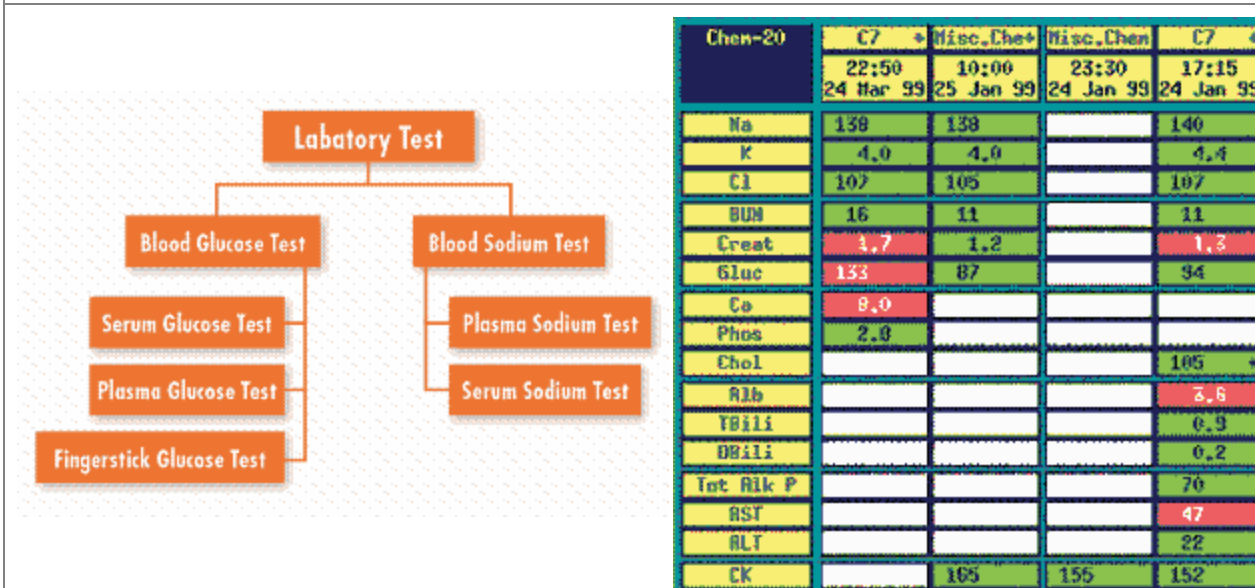 Labatory Test
Blood Glucose Test Blood Sodium Test
Serum Glucose Test Plasma Sodium Test
Plasma Glucose Test Serum Sodium Test
Fingerstick Glucose Test
Chem-20 C7 + Misc.Che+ Misc.Chem C7
22:50 10:00 23:30 17:15
24 Mar 99 25 Jan 99 24 Jan 99 24 Jan 99
Na 138 138 140
K 4.0 4.0 4.4
Cl 107 105 107
BUN 16 11 11
Creat 1.7 1.2 1.3
Gluc 133 87 94
Ca 8.0
Phos 2.8
Chol 105
Alb 3.6
TBili 0.9
DBili 0.2
Tot Alk P 70
AST 47
ALT 22
CK 165 155 152